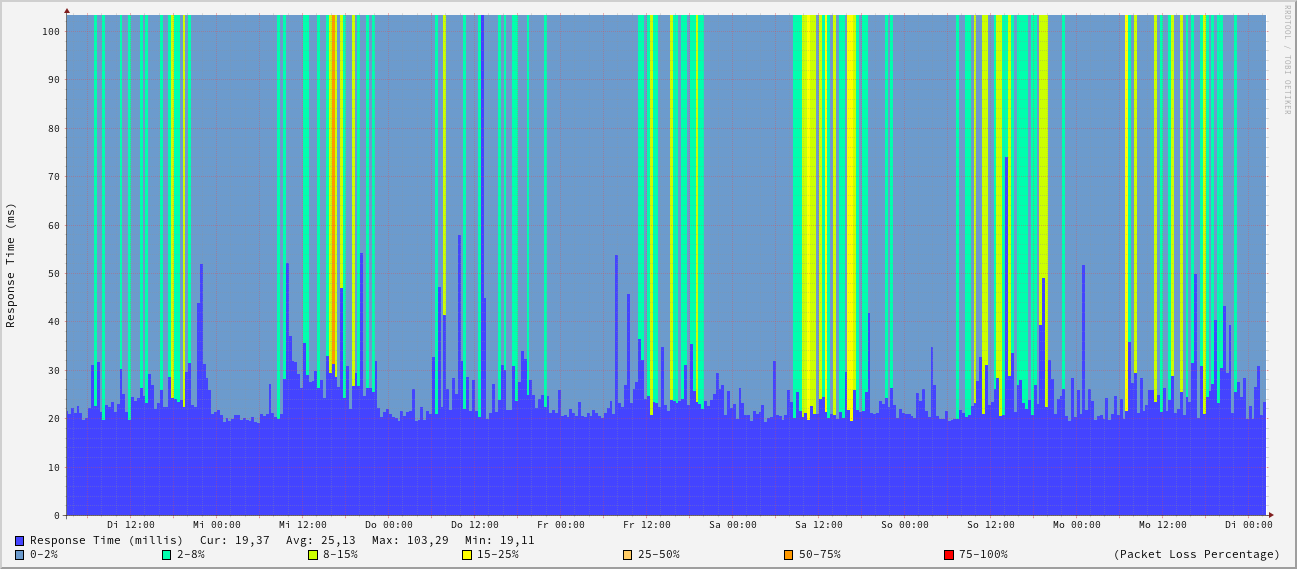 RRDTOOL / TOBI OETIKER
Response Time (ms)
100
90
80
70
60
50
40
30
20
10
0
Di 12:00 Mi 00:00 Mi 12:00 Do 00:00 Do 12:00 Fr 00:00 Fr 12:00 Sa 00:00 Sa 12:00 So 00:00 So 12:00 Mo 00:00 Mo 12:00 Di 00:00
Response Time (millis) Cur: 19,37 Avg: 25,13 Max: 103,29 Min: 19,11
0-2% 2-8% 8-15% 15-25% 25-50% 50-75% 75-100% (Packet Loss Percentage)